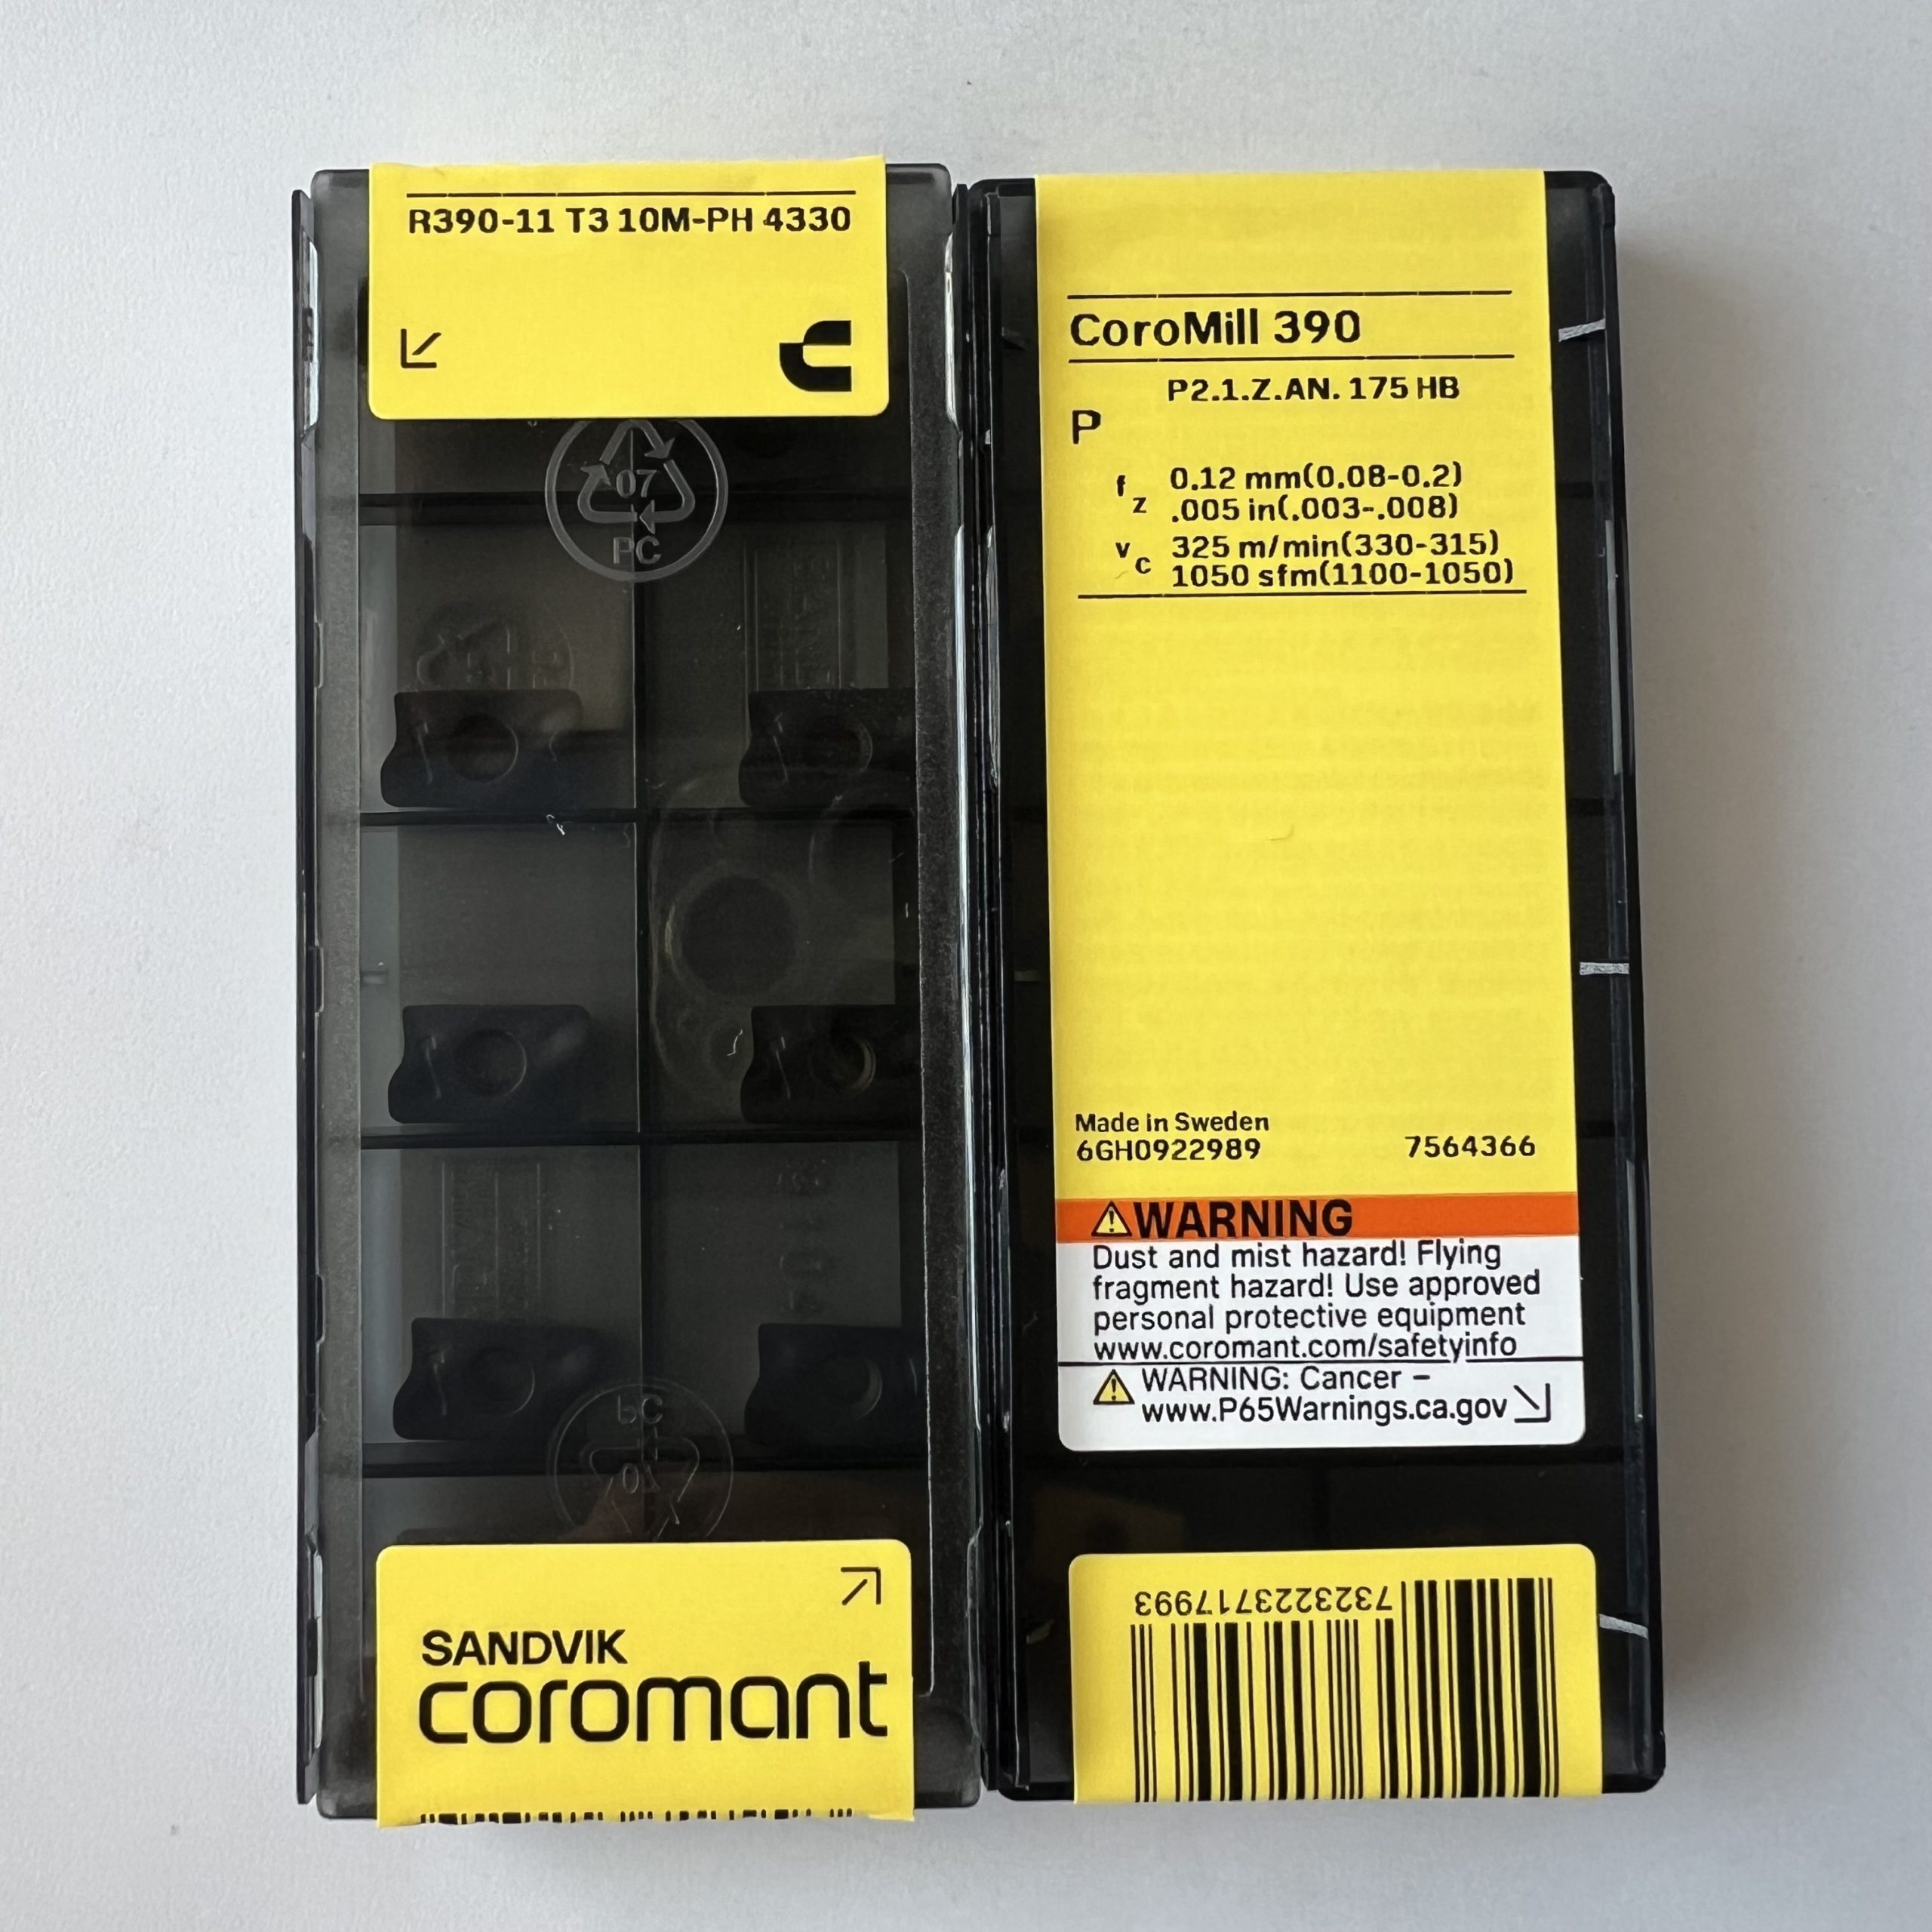 R390-11 T3 10M-PH 4330
07
PC
PC
07
SANDVIK
coromant
CoroMill 390
P2.1.Z.AN. 175 HB
P
f z 0.12 mm(0.08-0.2)
.005 in(.003-.008)
v c 325 m/min(330-315)
1050 sfm(1100-1050)
Made in Sweden
6GH0922989 7564366
WARNING
Dust and mist hazard! Flying
fragment hazard! Use approved
personal protective equipment
www.coromant.com/safetyinfo
WARNING: Cancer –
www.P65Warnings.ca.gov
7323223717993